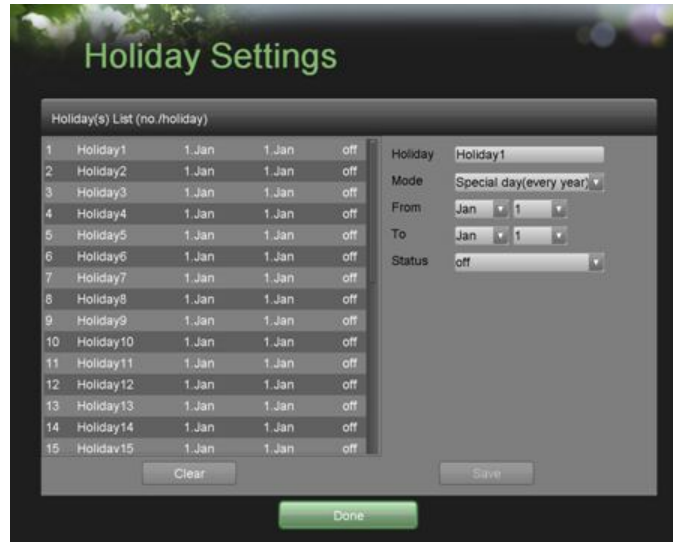 Holiday Settings
Holiday(s) List (no./holiday)
1 Holiday1 1.Jan 1.Jan off
2 Holiday2 1.Jan 1.Jan off
3 Holiday3 1.Jan 1.Jan off
4 Holiday4 1.Jan 1.Jan off
5 Holiday5 1.Jan 1.Jan off
6 Holiday6 1.Jan 1.Jan off
7 Holiday7 1.Jan 1.Jan off
8 Holiday8 1.Jan 1.Jan off
9 Holiday9 1.Jan 1.Jan off
10 Holiday10 1.Jan 1.Jan off
11 Holiday11 1.Jan 1.Jan off
12 Holiday12 1.Jan 1.Jan off
13 Holiday13 1.Jan 1.Jan off
14 Holiday14 1.Jan 1.Jan off
15 Holiday15 1.Jan 1.Jan off
Holiday Holiday1
Mode Special day(every year)
From Jan 1
To Jan 1
Status off
Clear
Save
Done